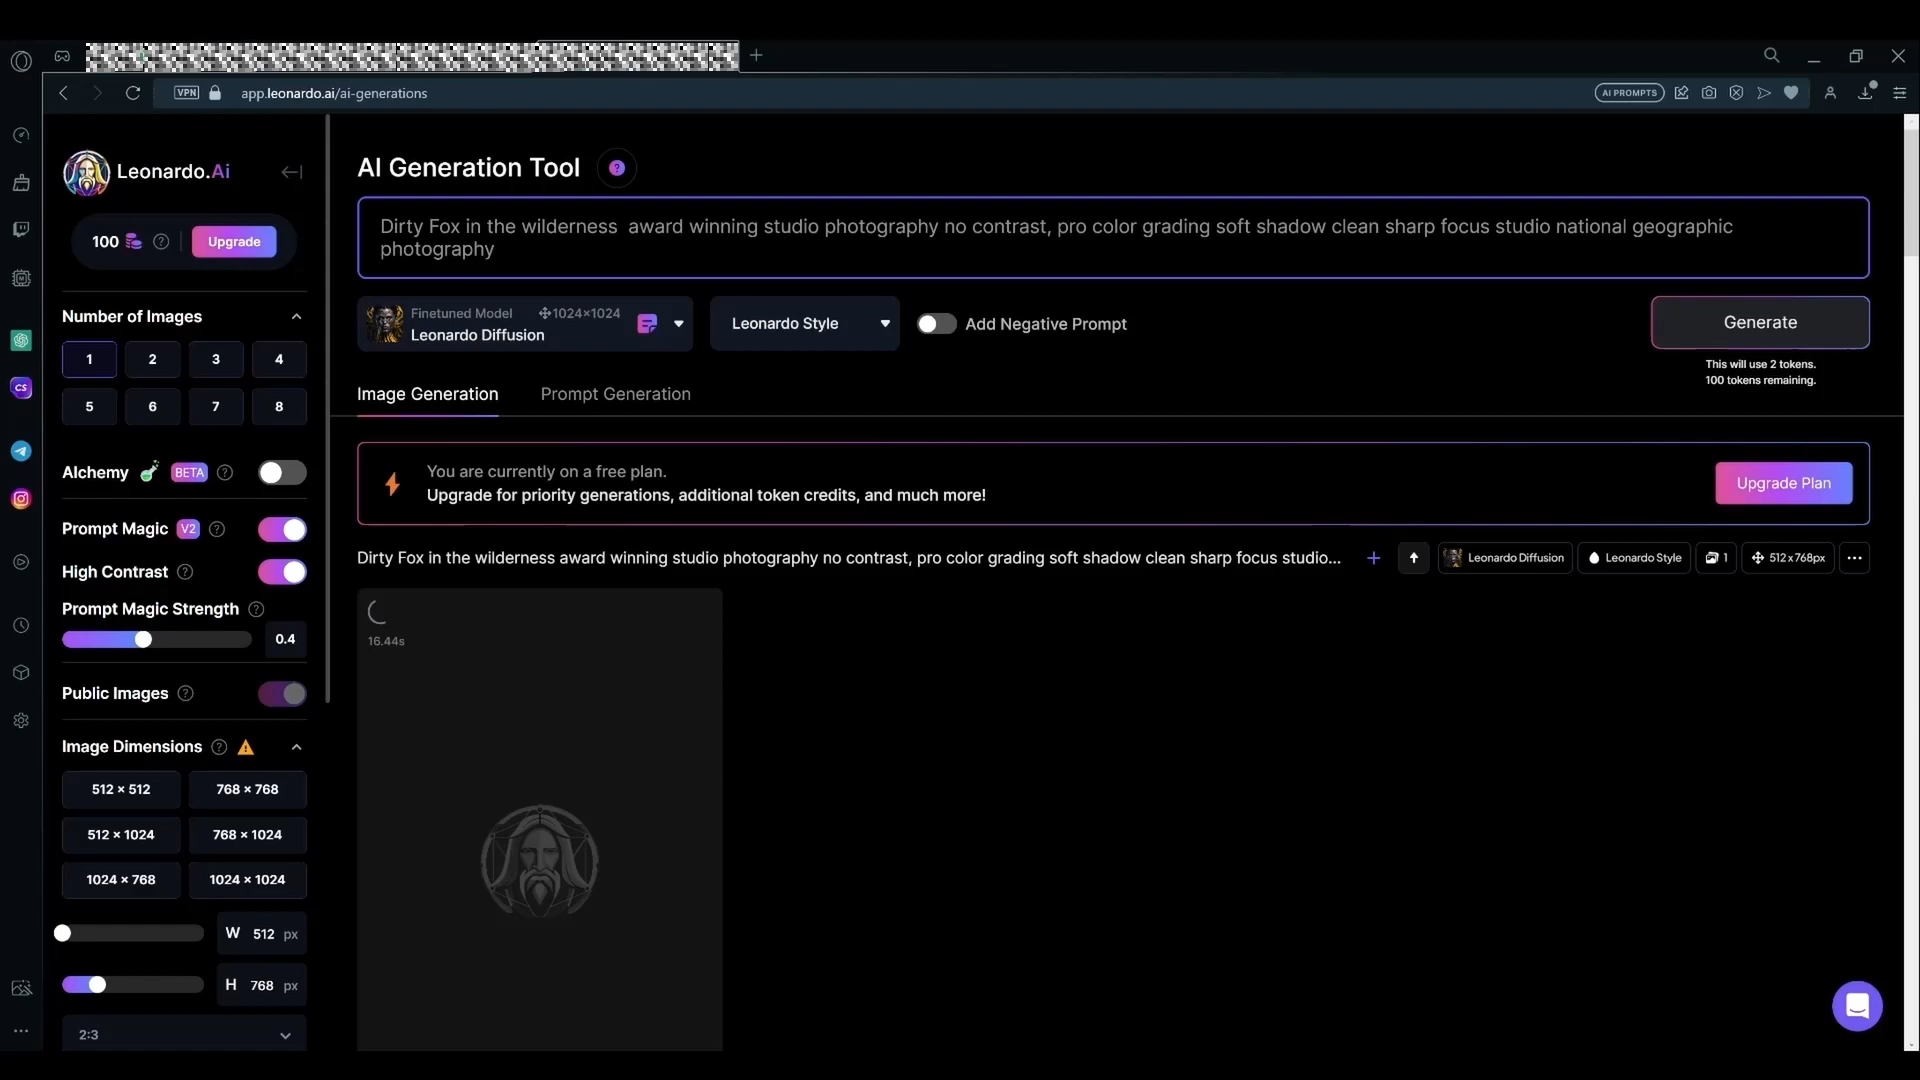 VPN
app.leonardo.ai/ai-generations
AI PROMPTS
Leonardo.Ai
100
Upgrade
Number of Images
1 2 3 4
5 6 7 8
Alchemy BETA
Prompt Magic V2
High Contrast
Prompt Magic Strength
0.4
Public Images
Image Dimensions
512 × 512 768 × 768
512 × 1024 768 × 1024
1024 × 768 1024 × 1024
W 512 px
H 768 px
2:3
CS
AI Generation Tool
Dirty Fox in the wilderness  award winning studio photography no contrast, pro color grading soft shadow clean sharp focus studio national geographic
photography
Finetuned Model 1024×1024
Leonardo Diffusion
Leonardo Style
Add Negative Prompt
Generate
This will use 2 tokens.
100 tokens remaining.
Image Generation Prompt Generation
You are currently on a free plan.
Upgrade for priority generations, additional token credits, and much more!
Upgrade Plan
Dirty Fox in the wilderness award winning studio photography no contrast, pro color grading soft shadow clean sharp focus studio...
Leonardo Diffusion
Leonardo Style
1
512x768px
16.44s